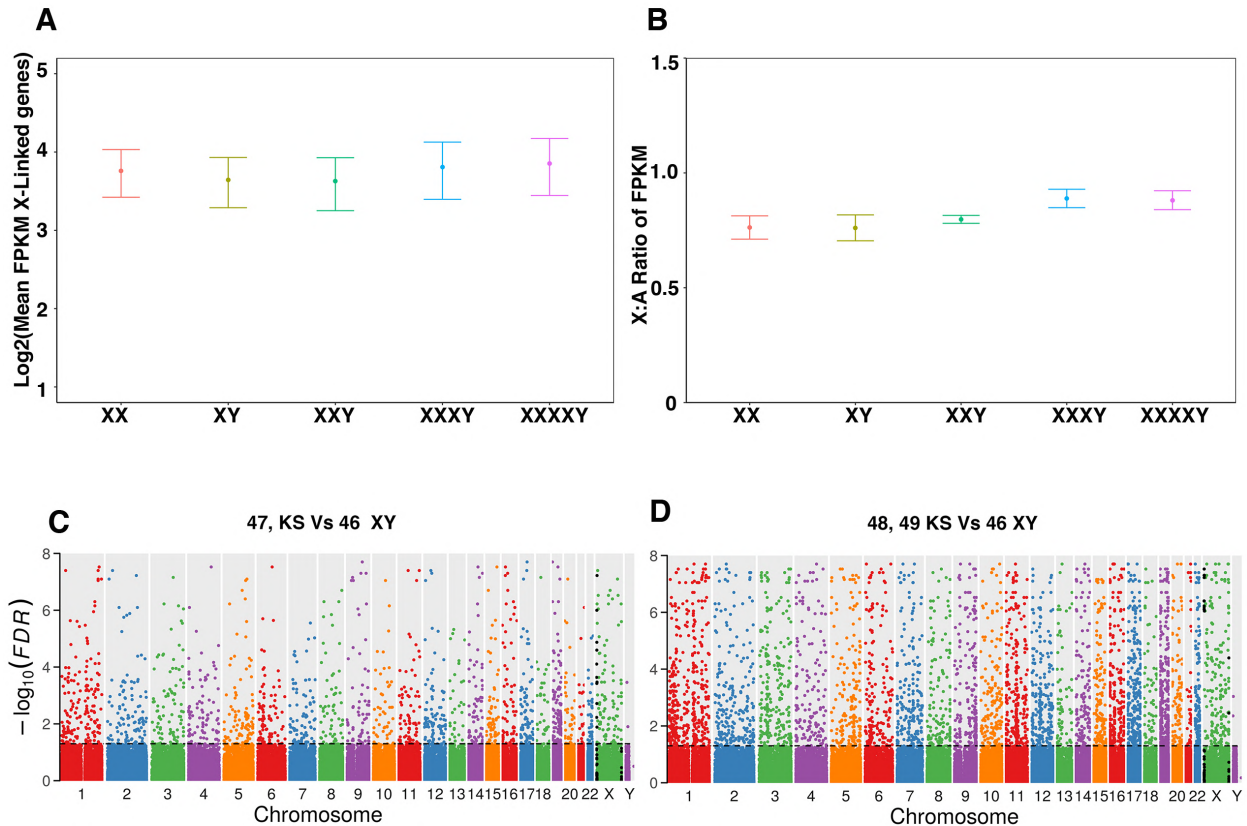 A
Log2(Mean FPKM X-Linked genes)
5
4
3
2
1
XX XY XXY XXXY XXXXY
B
X:A Ratio of FPKM
1.5
1.0
0.5
0
XX XY XXY XXXY XXXXY
C
47, KS Vs 46 XY
−log10(FDR)
8
6
4
2
0
1 2 3 4 5 6 7 8 9 10 11 12 13 14 15 16 17 18 20 22 X Y
Chromosome
D
48, 49 KS Vs 46 XY
8
6
4
2
0
1 2 3 4 5 6 7 8 9 10 11 12 13 14 15 16 17 18 20 22 X Y
Chromosome